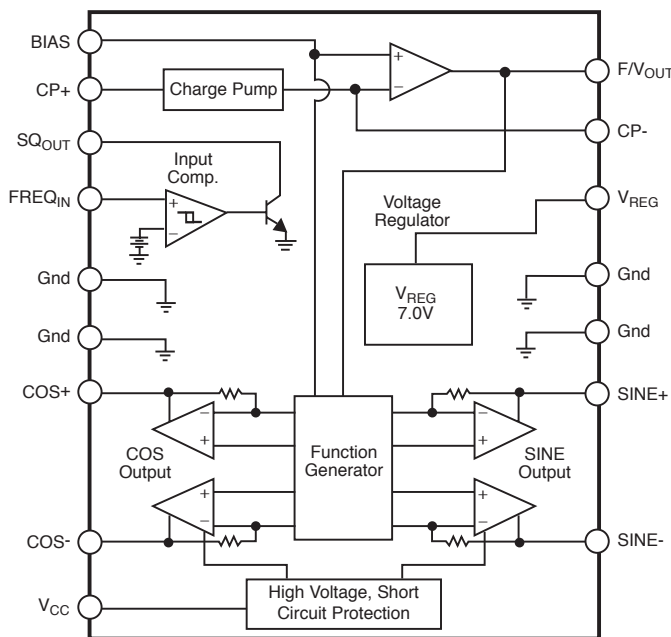 BIAS
CP+
SQOUT
FREQIN
Gnd
Gnd
COS+
COS-
VCC
Charge Pump
Input
Comp.
+
−
+
−
F/VOUT
CP-
VREG
Gnd
Gnd
SINE+
SINE-
Voltage
Regulator
VREG
7.0V
−
+
COS
Output
+
−
Function
Generator
−
+
SINE
Output
+
−
High Voltage, Short
Circuit Protection